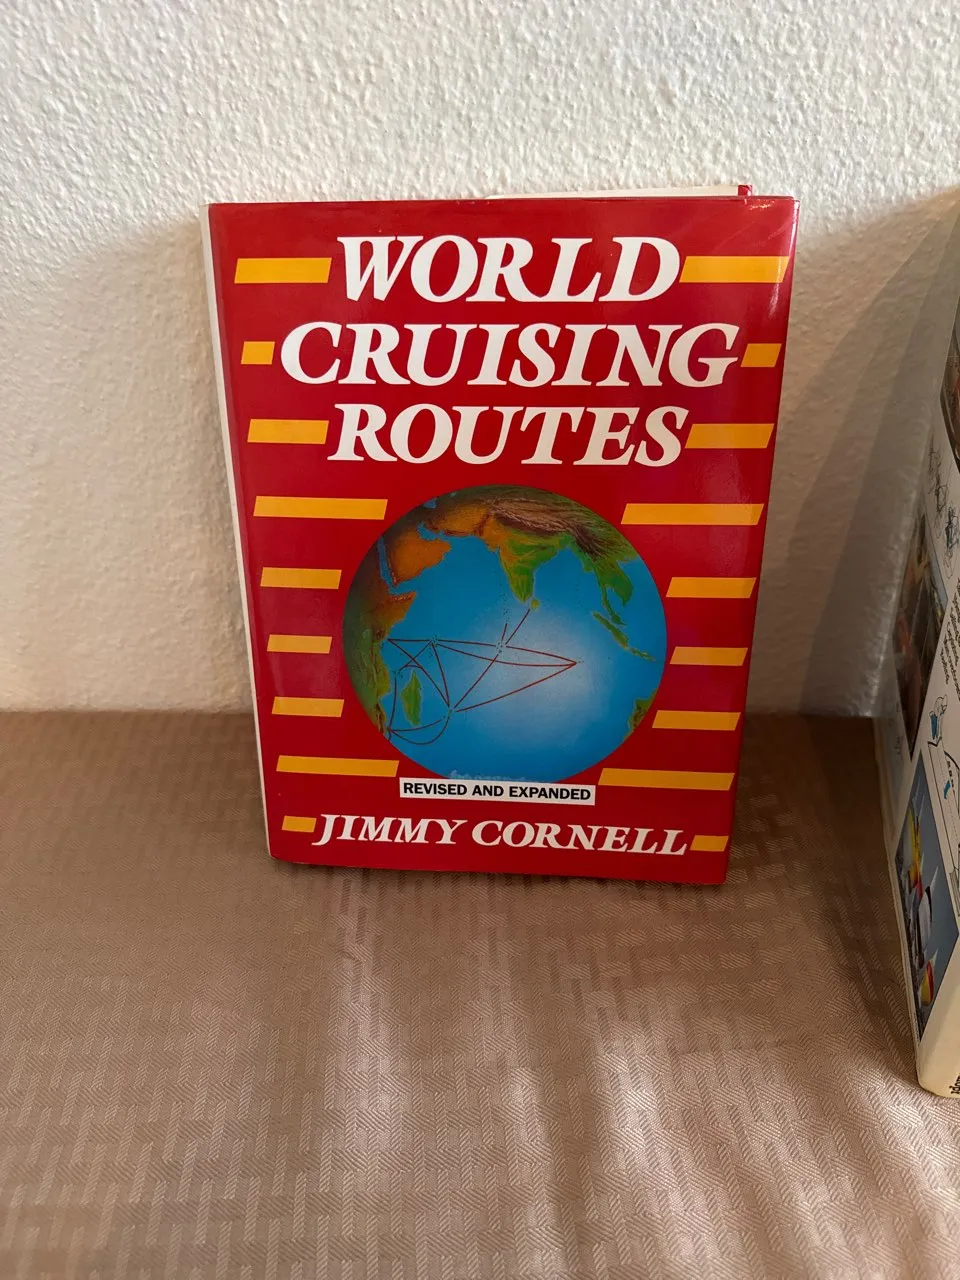 WORLD
CRUISING
ROUTES
REVISED AND EXPANDED
JIMMY CORNELL